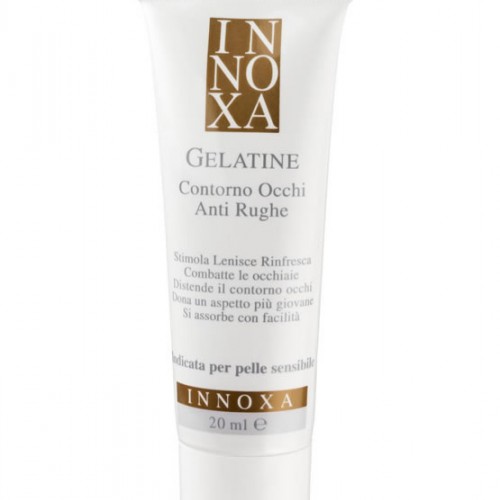 IN
NO
XA
GELATINE
Contorno Occhi
Anti Rughe
Stimola Lenisce Rinfresca
Combatte le occhiaie
Distende il contorno occhi
Dona un aspetto più giovane
Si assorbe con facilità
Indicata per pelle sensibile
INNOXA
20 ml ℮